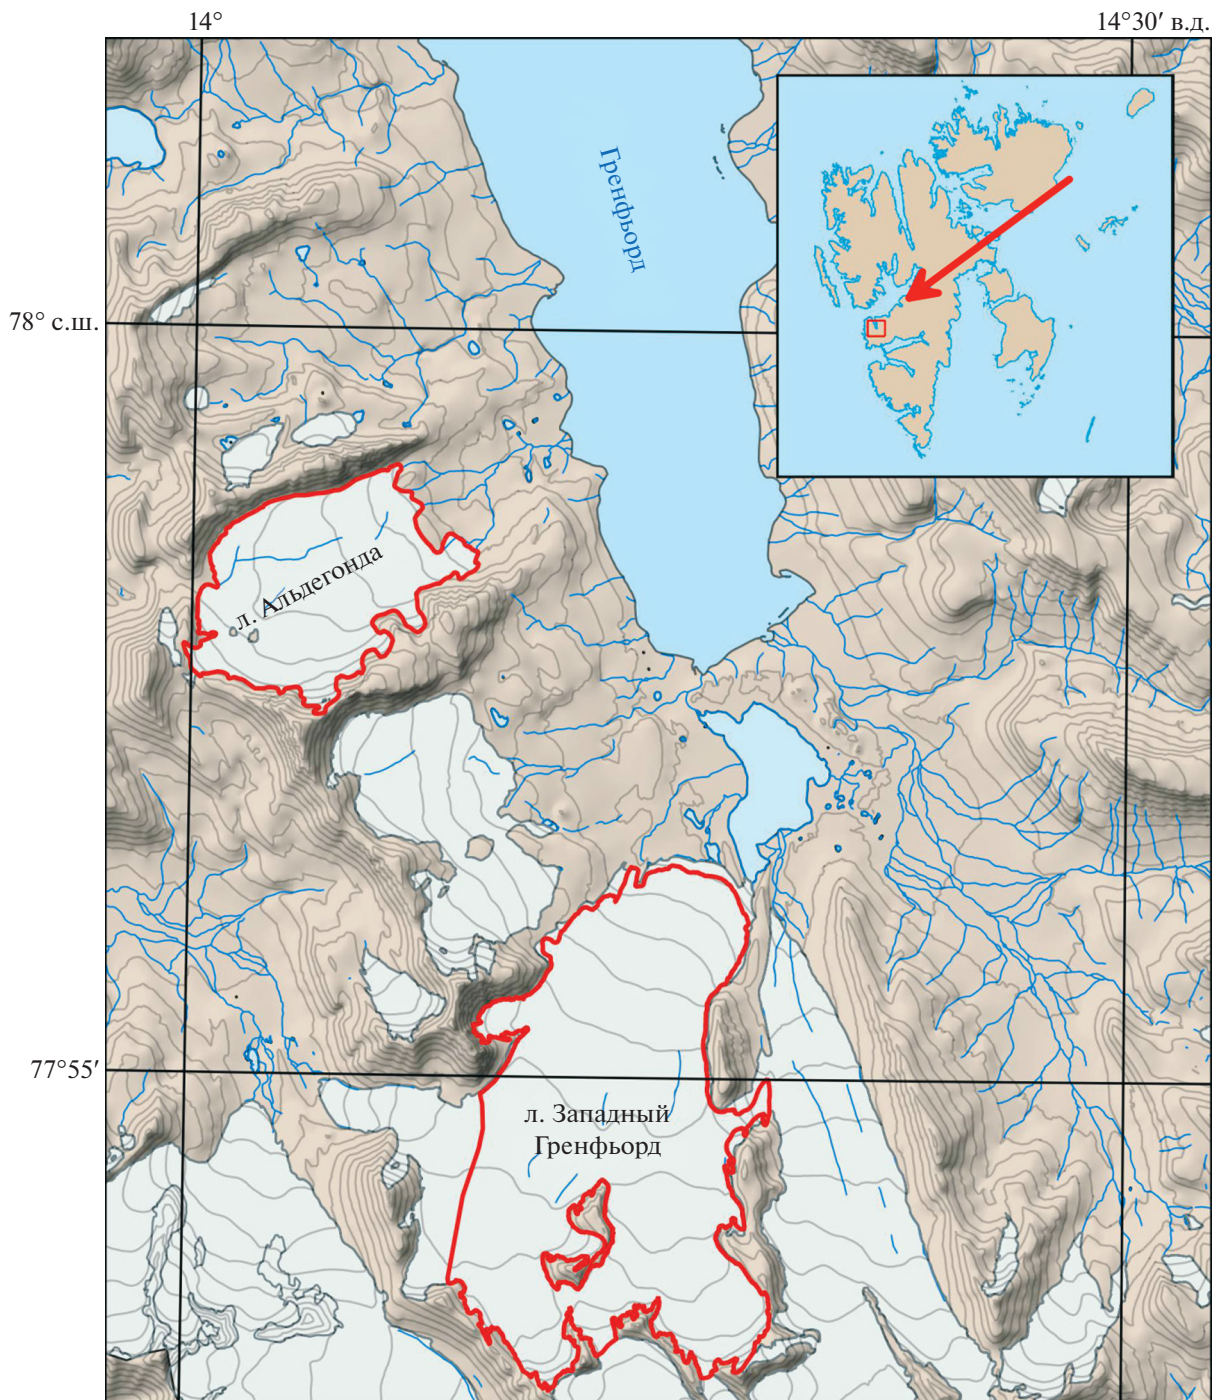 14°
14°30′ в.д.
Гренфьорд
78° с.ш.
л. Альдегонда
77°55′
л. Западный
Гренфьорд